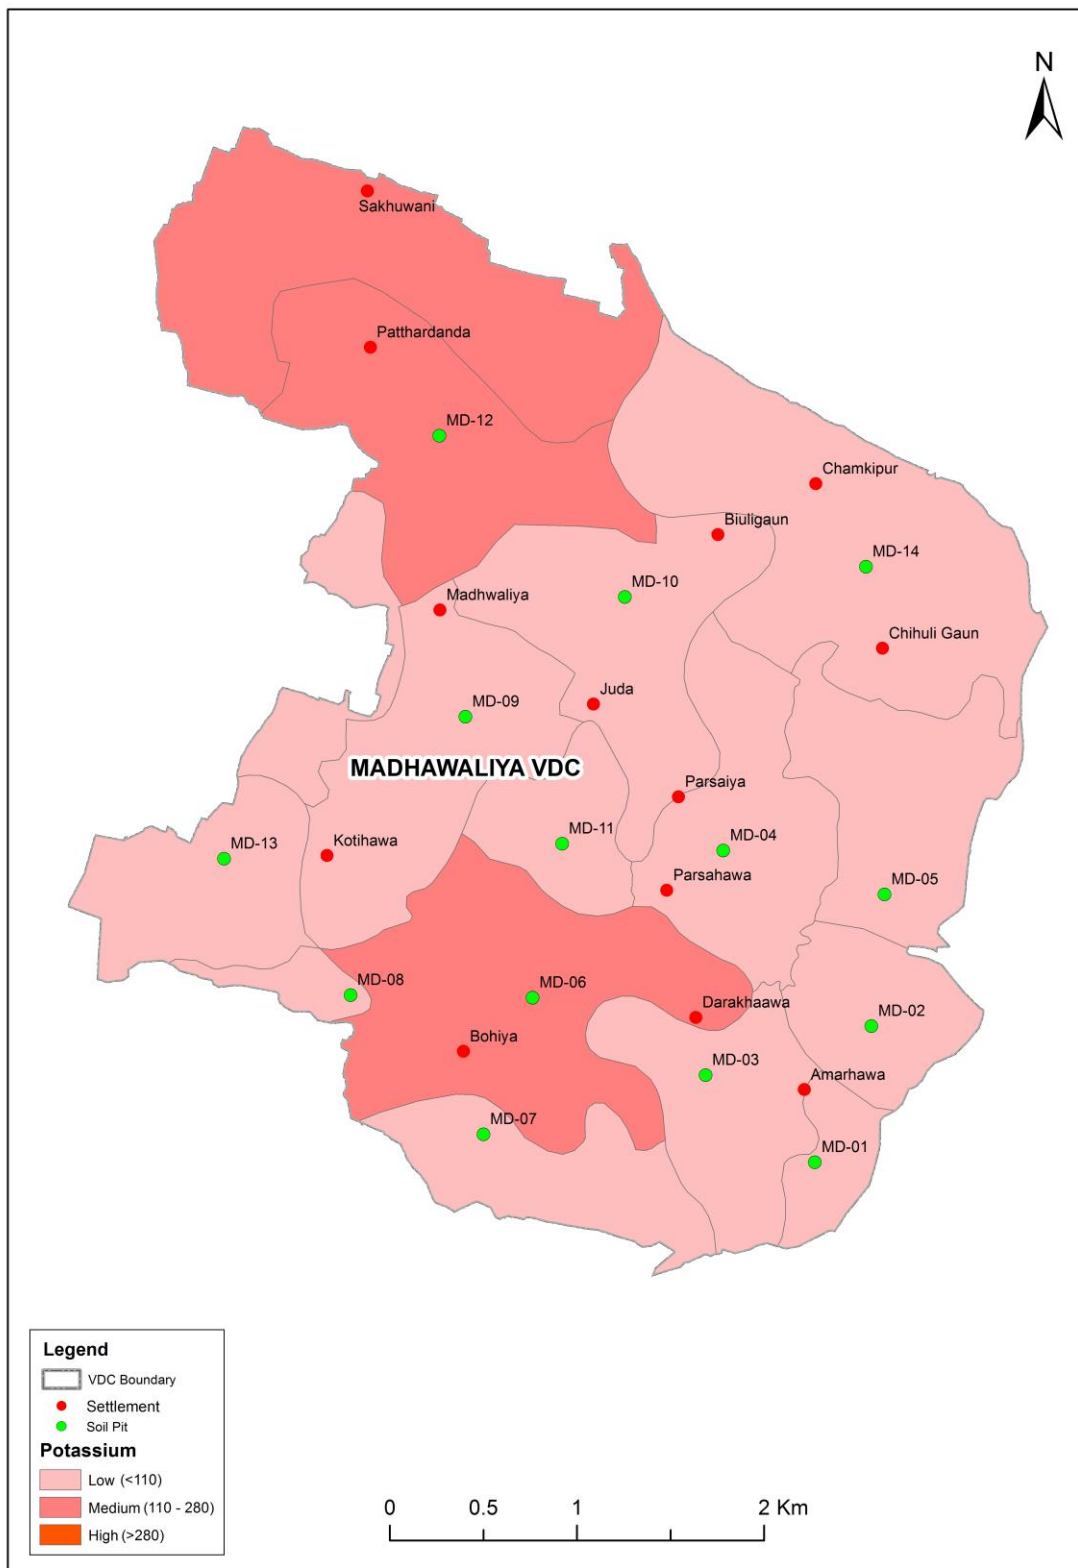 N
Sakhuwani
Patthardanda
MD-12
Chamkipur
Biuligaun
MD-14
MD-10
Madhwaliya
Chihuli Gaun
Juda
MD-09
MADHAWALIYA VDC
Parsaiya
MD-11
MD-04
MD-13
Kotihawa
Parsahawa
MD-05
MD-08
MD-06
Darakhaawa
MD-02
Bohiya
MD-03
Amarhawa
MD-07
MD-01
Legend
VDC Boundary
Settlement
Soil Pit
Potassium
Low (<110)
Medium (110 - 280)
High (>280)
0 0.5 1 2 Km